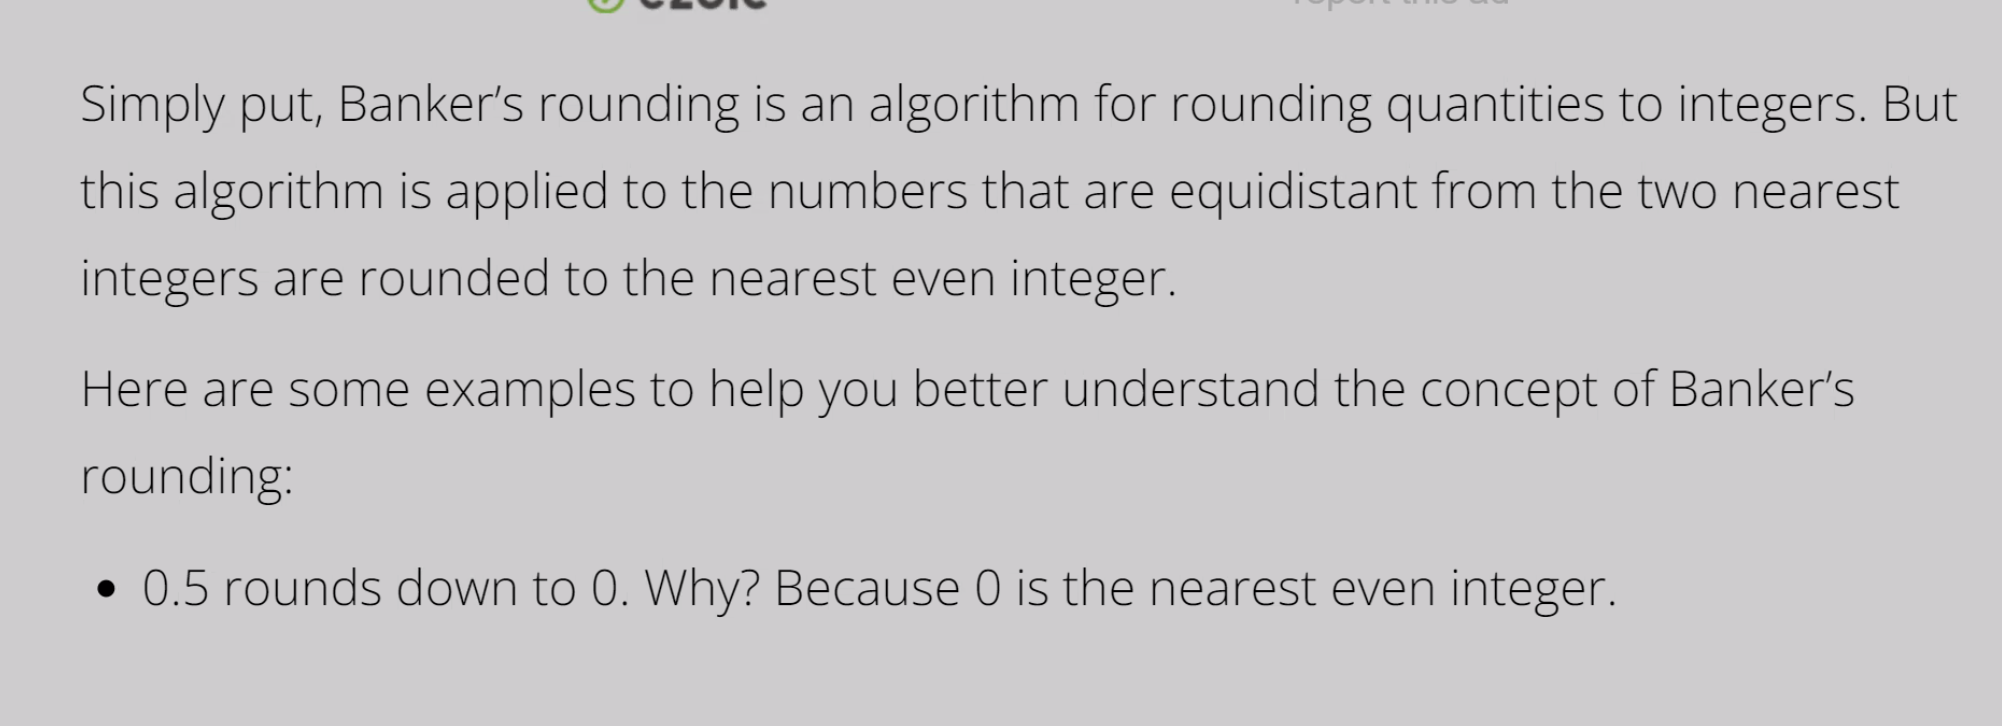 Simply put, Banker’s rounding is an algorithm for rounding quantities to integers. But
this algorithm is applied to the numbers that are equidistant from the two nearest
integers are rounded to the nearest even integer.
Here are some examples to help you better understand the concept of Banker’s
rounding:
• 0.5 rounds down to 0. Why? Because 0 is the nearest even integer.